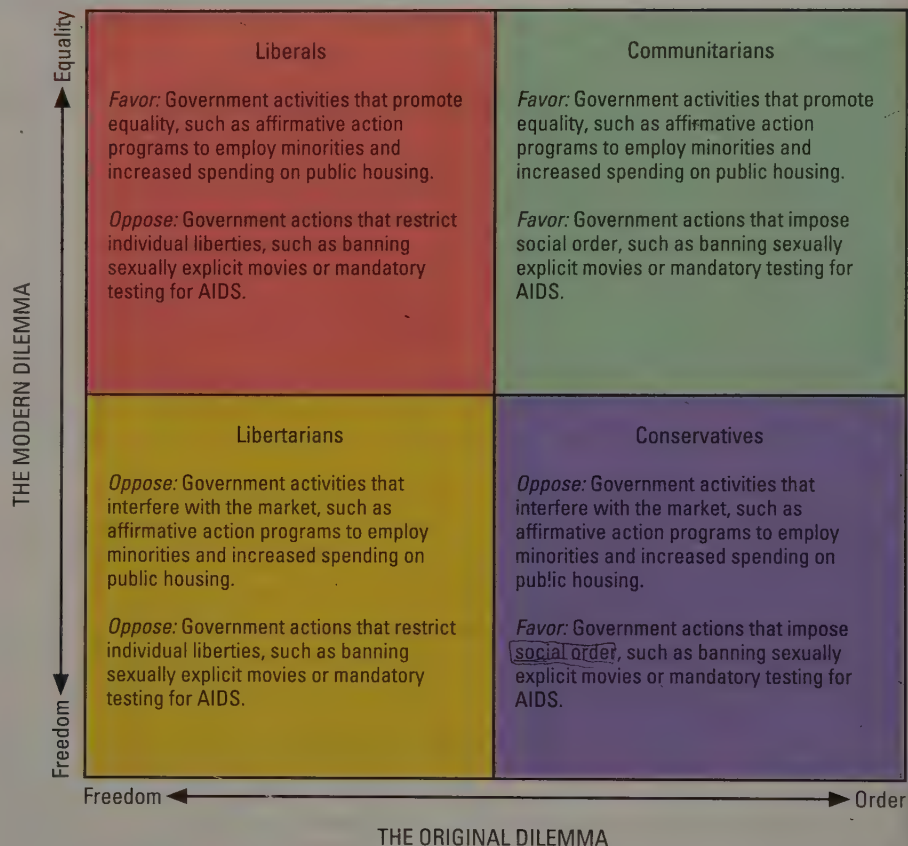 Equality
THE MODERN DILEMMA
Freedom
Liberals
Favor: Government activities that promote
equality, such as affirmative action
programs to employ minorities and
increased spending on public housing.
Oppose: Government actions that restrict
individual liberties, such as banning
sexually explicit movies or mandatory
testing for AIDS.
Communitarians
Favor: Government activities that promote
equality, such as affirmative action
programs to employ minorities and
increased spending on public housing.
Favor: Government actions that impose
social order, such as banning sexually
explicit movies or mandatory testing for
AIDS.
Libertarians
Oppose: Government activities that
interfere with the market, such as
affirmative action programs to employ
minorities and increased spending on
public housing.
Oppose: Government actions that restrict
individual liberties, such as banning
sexually explicit movies or mandatory
testing for AIDS.
Conservatives
Oppose: Government activities that
interfere with the market, such as
affirmative action programs to employ
minorities and increased spending on
public housing.
Favor: Government actions that impose
social order, such as banning sexually
explicit movies or mandatory testing for
AIDS.
Freedom
Order
THE ORIGINAL DILEMMA